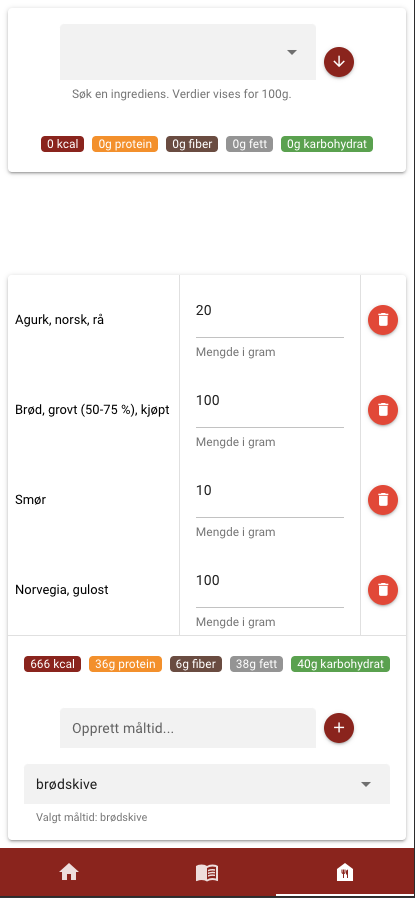 Søk en ingrediens. Verdier vises for 100g.
0 kcal 0g protein 0g fiber 0g fett 0g karbohydrat
Agurk, norsk, rå
20
Mengde i gram
Brød, grovt (50-75 %), kjøpt
100
Mengde i gram
Smør
10
Mengde i gram
Norvegia, gulost
100
Mengde i gram
666 kcal 36g protein 6g fiber 38g fett 40g karbohydrat
Opprett måltid...
brødskive
Valgt måltid: brødskive